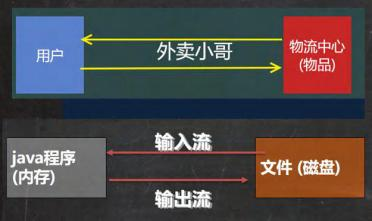 用户
外卖小哥
物流中心
(物品)
java程序
(内存)
输入流
输出流
文件 (磁盘)